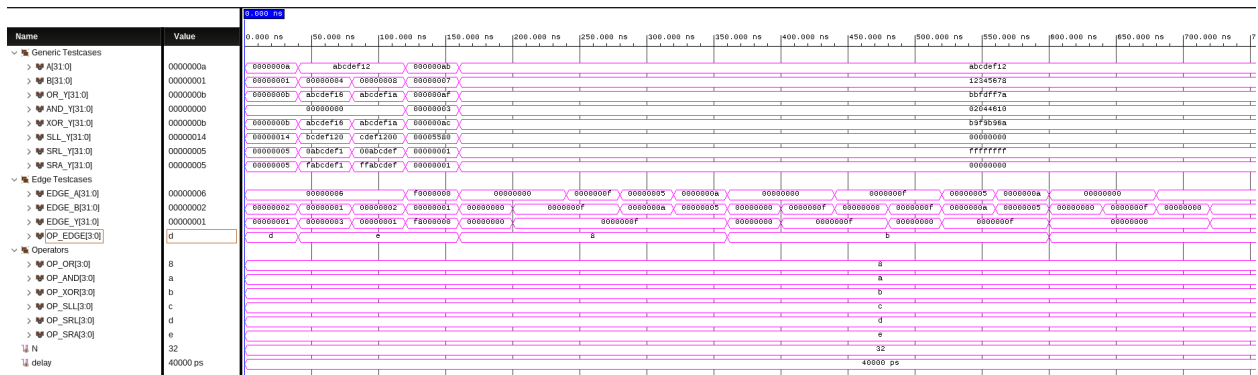 0.000 ns
Name Value 0.000 ns 50.000 ns 100.000 ns 150.000 ns 200.000 ns 250.000 ns 300.000 ns 350.000 ns 400.000 ns 450.000 ns 500.000 ns 550.000 ns 600.000 ns 650.000 ns 700.000 ns
Generic Testcases
A[31:0] 0000000a 0000000a abcdef12 000000ab abcdef12
B[31:0] 00000001 00000001 00000004 00000008 00000007 12345678
OR_Y[31:0] 0000000b 0000000b abcdef16 abcdef1a 000000af bbfdff7a
AND_Y[31:0] 00000000 00000000 00000003 02044610
XOR_Y[31:0] 0000000b 0000000b abcdef16 abcdef1a 000000ac b9f9b96a
SLL_Y[31:0] 00000014 00000014 bcdef120 cdef1200 00005580 00000000
SRL_Y[31:0] 00000005 00000005 0abcdef1 00abcdef 00000001 ffffffff
SRA_Y[31:0] 00000005 00000005 fabcdef1 ffabcdef 00000001 00000000
Edge Testcases
EDGE_A[31:0] 00000006 00000006 f0000000 00000000 0000000f 00000005 0000000a 00000000 0000000f 00000005 0000000a 00000000
EDGE_B[31:0] 00000002 00000002 00000001 00000002 00000001 00000000 0000000f 0000000a 00000005 00000000 0000000f 00000000 0000000f 0000000a 00000005 00000000 0000000f 00000000
EDGE_Y[31:0] 00000001 00000001 00000003 00000001 f8000000 00000000 0000000f 00000000 0000000f 00000000 0000000f 00000000
OP_EDGE[3:0] d d e 8 b
Operators
OP_OR[3:0] 8 8
OP_AND[3:0] a a
OP_XOR[3:0] b b
OP_SLL[3:0] c c
OP_SRL[3:0] d d
OP_SRA[3:0] e e
N 32 32
delay 40000 ps 40000 ps